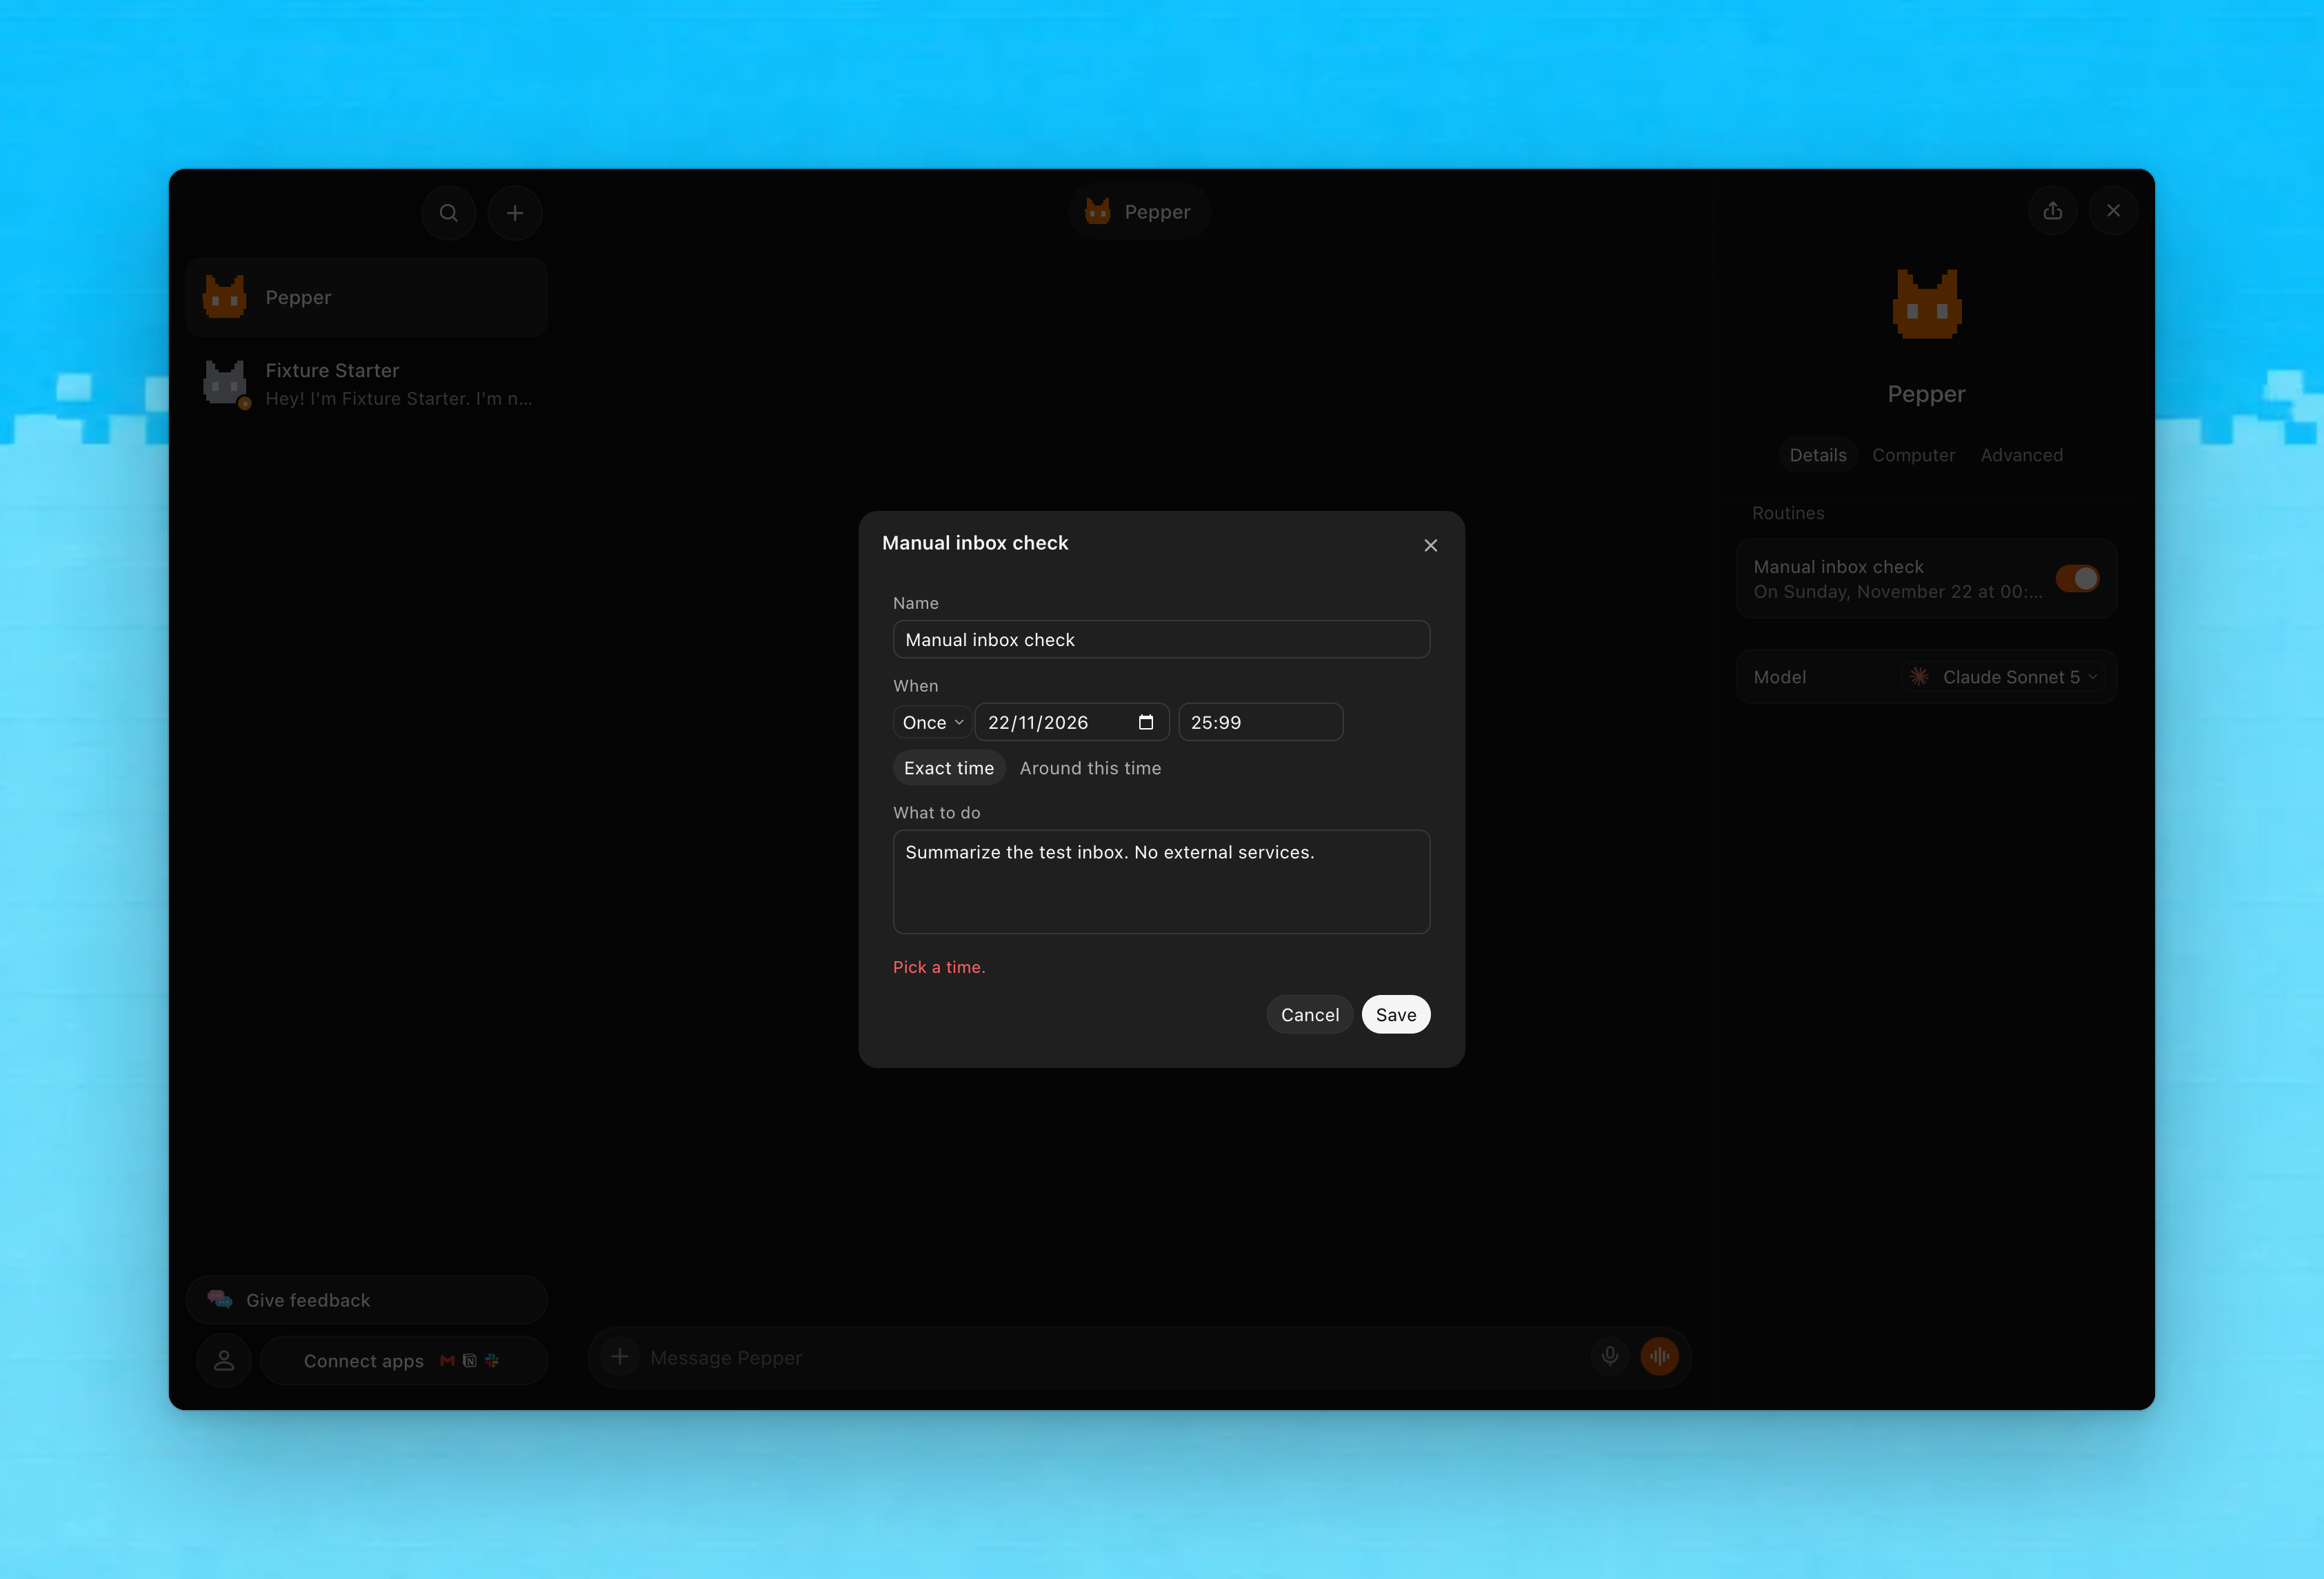 Pepper
Pepper
Fixture Starter
Hey! I'm Fixture Starter. I'm n...
Give feedback
Connect apps
Manual inbox check
Name
Manual inbox check
When
Once
22/11/2026
25:99
Exact time
Around this time
What to do
Summarize the test inbox. No external services.
Pick a time.
Cancel
Save
Message Pepper
Pepper
Details
Computer
Advanced
Routines
Manual inbox check
On Sunday, November 22 at 00:...
Model
Claude Sonnet 5